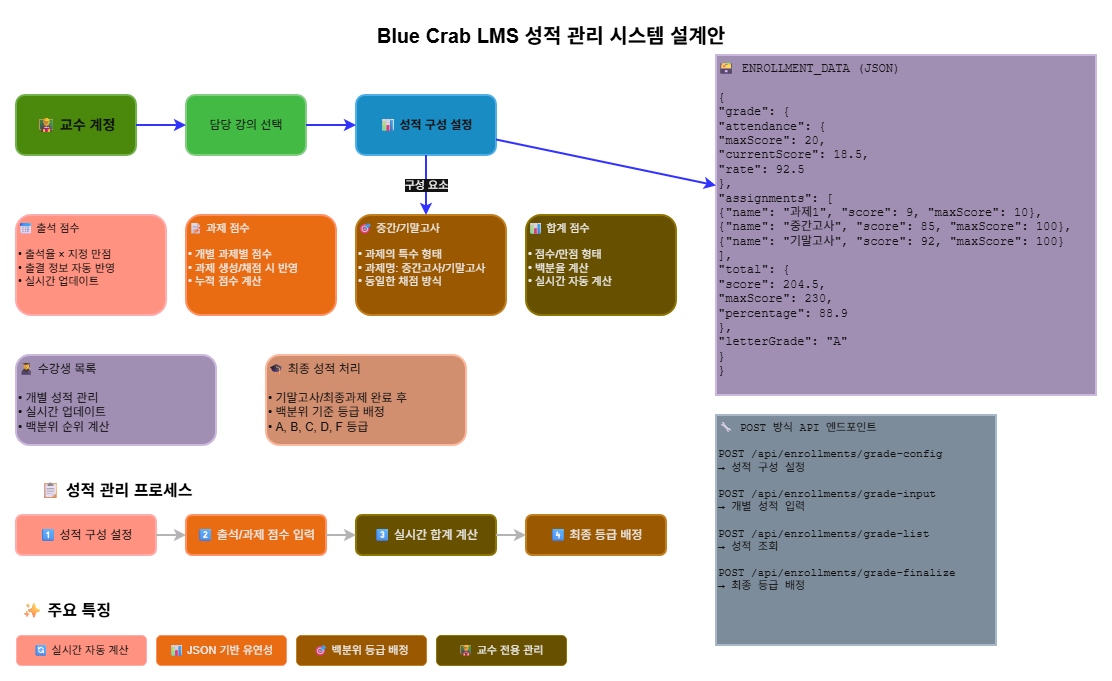 Blue Crab LMS 성적 관리 시스템 설계안
👨‍🏫 교수 계정
담당 강의 선택
📊 성적 구성 설정
구성 요소
📅 출석 점수
• 출석율 × 지정 만점
• 출결 정보 자동 반영
• 실시간 업데이트
📝 과제 점수
• 개별 과제별 점수
• 과제 생성/채점 시 반영
• 누적 점수 계산
🎯 중간/기말고사
• 과제의 특수 형태
• 과제명: 중간고사/기말고사
• 동일한 채점 방식
📊 합계 점수
• 점수/만점 형태
• 백분율 계산
• 실시간 자동 계산
👨‍🎓 수강생 목록
• 개별 성적 관리
• 실시간 업데이트
• 백분위 순위 계산
🎓 최종 성적 처리
• 기말고사/최종과제 완료 후
• 백분위 기준 등급 배정
• A, B, C, D, F 등급
🗃️ ENROLLMENT_DATA (JSON)
{
"grade": {
"attendance": {
"maxScore": 20,
"currentScore": 18.5,
"rate": 92.5
},
"assignments": [
{"name": "과제1", "score": 9, "maxScore": 10},
{"name": "중간고사", "score": 85, "maxScore": 100},
{"name": "기말고사", "score": 92, "maxScore": 100}
],
"total": {
"score": 204.5,
"maxScore": 230,
"percentage": 88.9
},
"letterGrade": "A"
}
}
🔧 POST 방식 API 엔드포인트
POST /api/enrollments/grade-config
→ 성적 구성 설정
POST /api/enrollments/grade-input
→ 개별 성적 입력
POST /api/enrollments/grade-list
→ 성적 조회
POST /api/enrollments/grade-finalize
→ 최종 등급 배정
📋 성적 관리 프로세스
1️⃣ 성적 구성 설정
2️⃣ 출석/과제 점수 입력
3️⃣ 실시간 합계 계산
4️⃣ 최종 등급 배정
✨ 주요 특징
🔄 실시간 자동 계산
📊 JSON 기반 유연성
🎯 백분위 등급 배정
👨‍🏫 교수 전용 관리